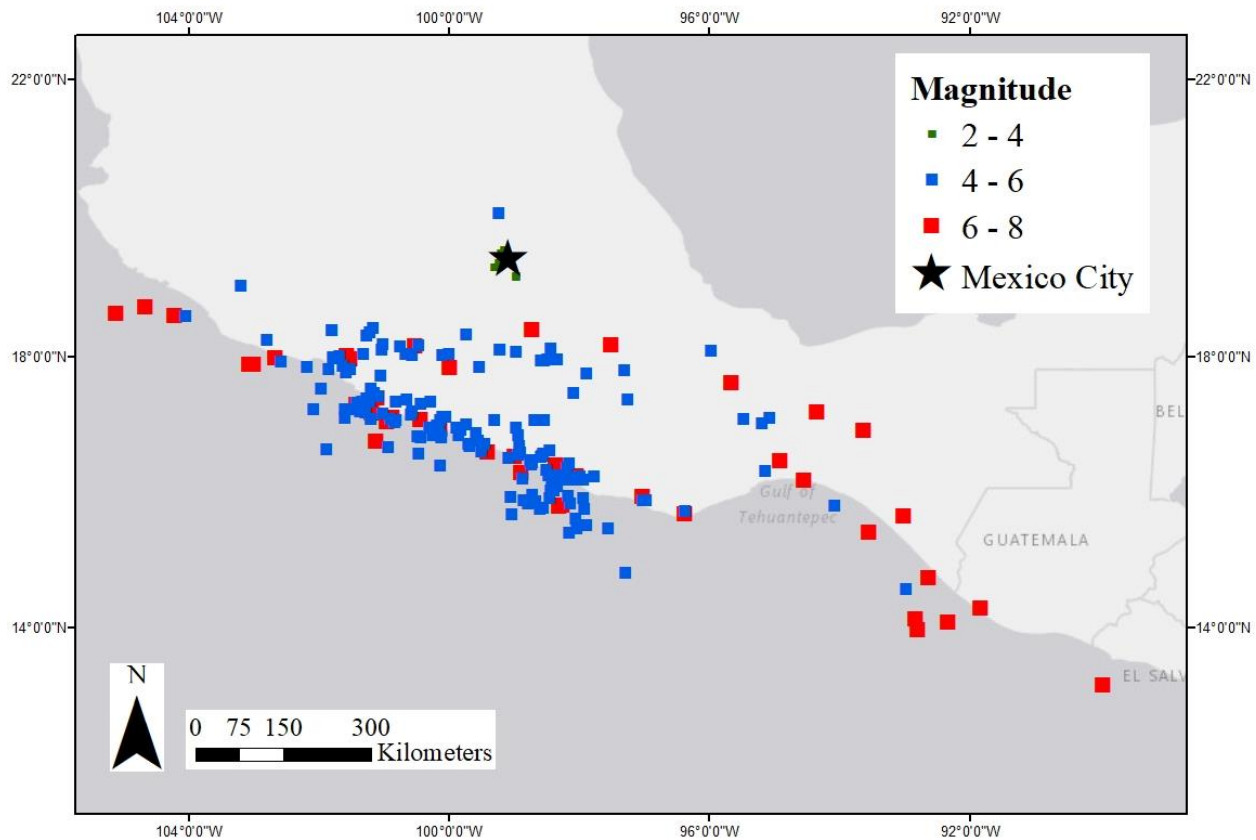 104°0'0"W 100°0'0"W 96°0'0"W 92°0'0"W
22°0'0"N 22°0'0"N
Magnitude
2 - 4
4 - 6
6 - 8
Mexico City
18°0'0"N 18°0'0"N
BEL
Gulf of
Tehuantepec
GUATEMALA
14°0'0"N 14°0'0"N
EL SALV
N
0 75 150 300
Kilometers
104°0'0"W 100°0'0"W 96°0'0"W 92°0'0"W